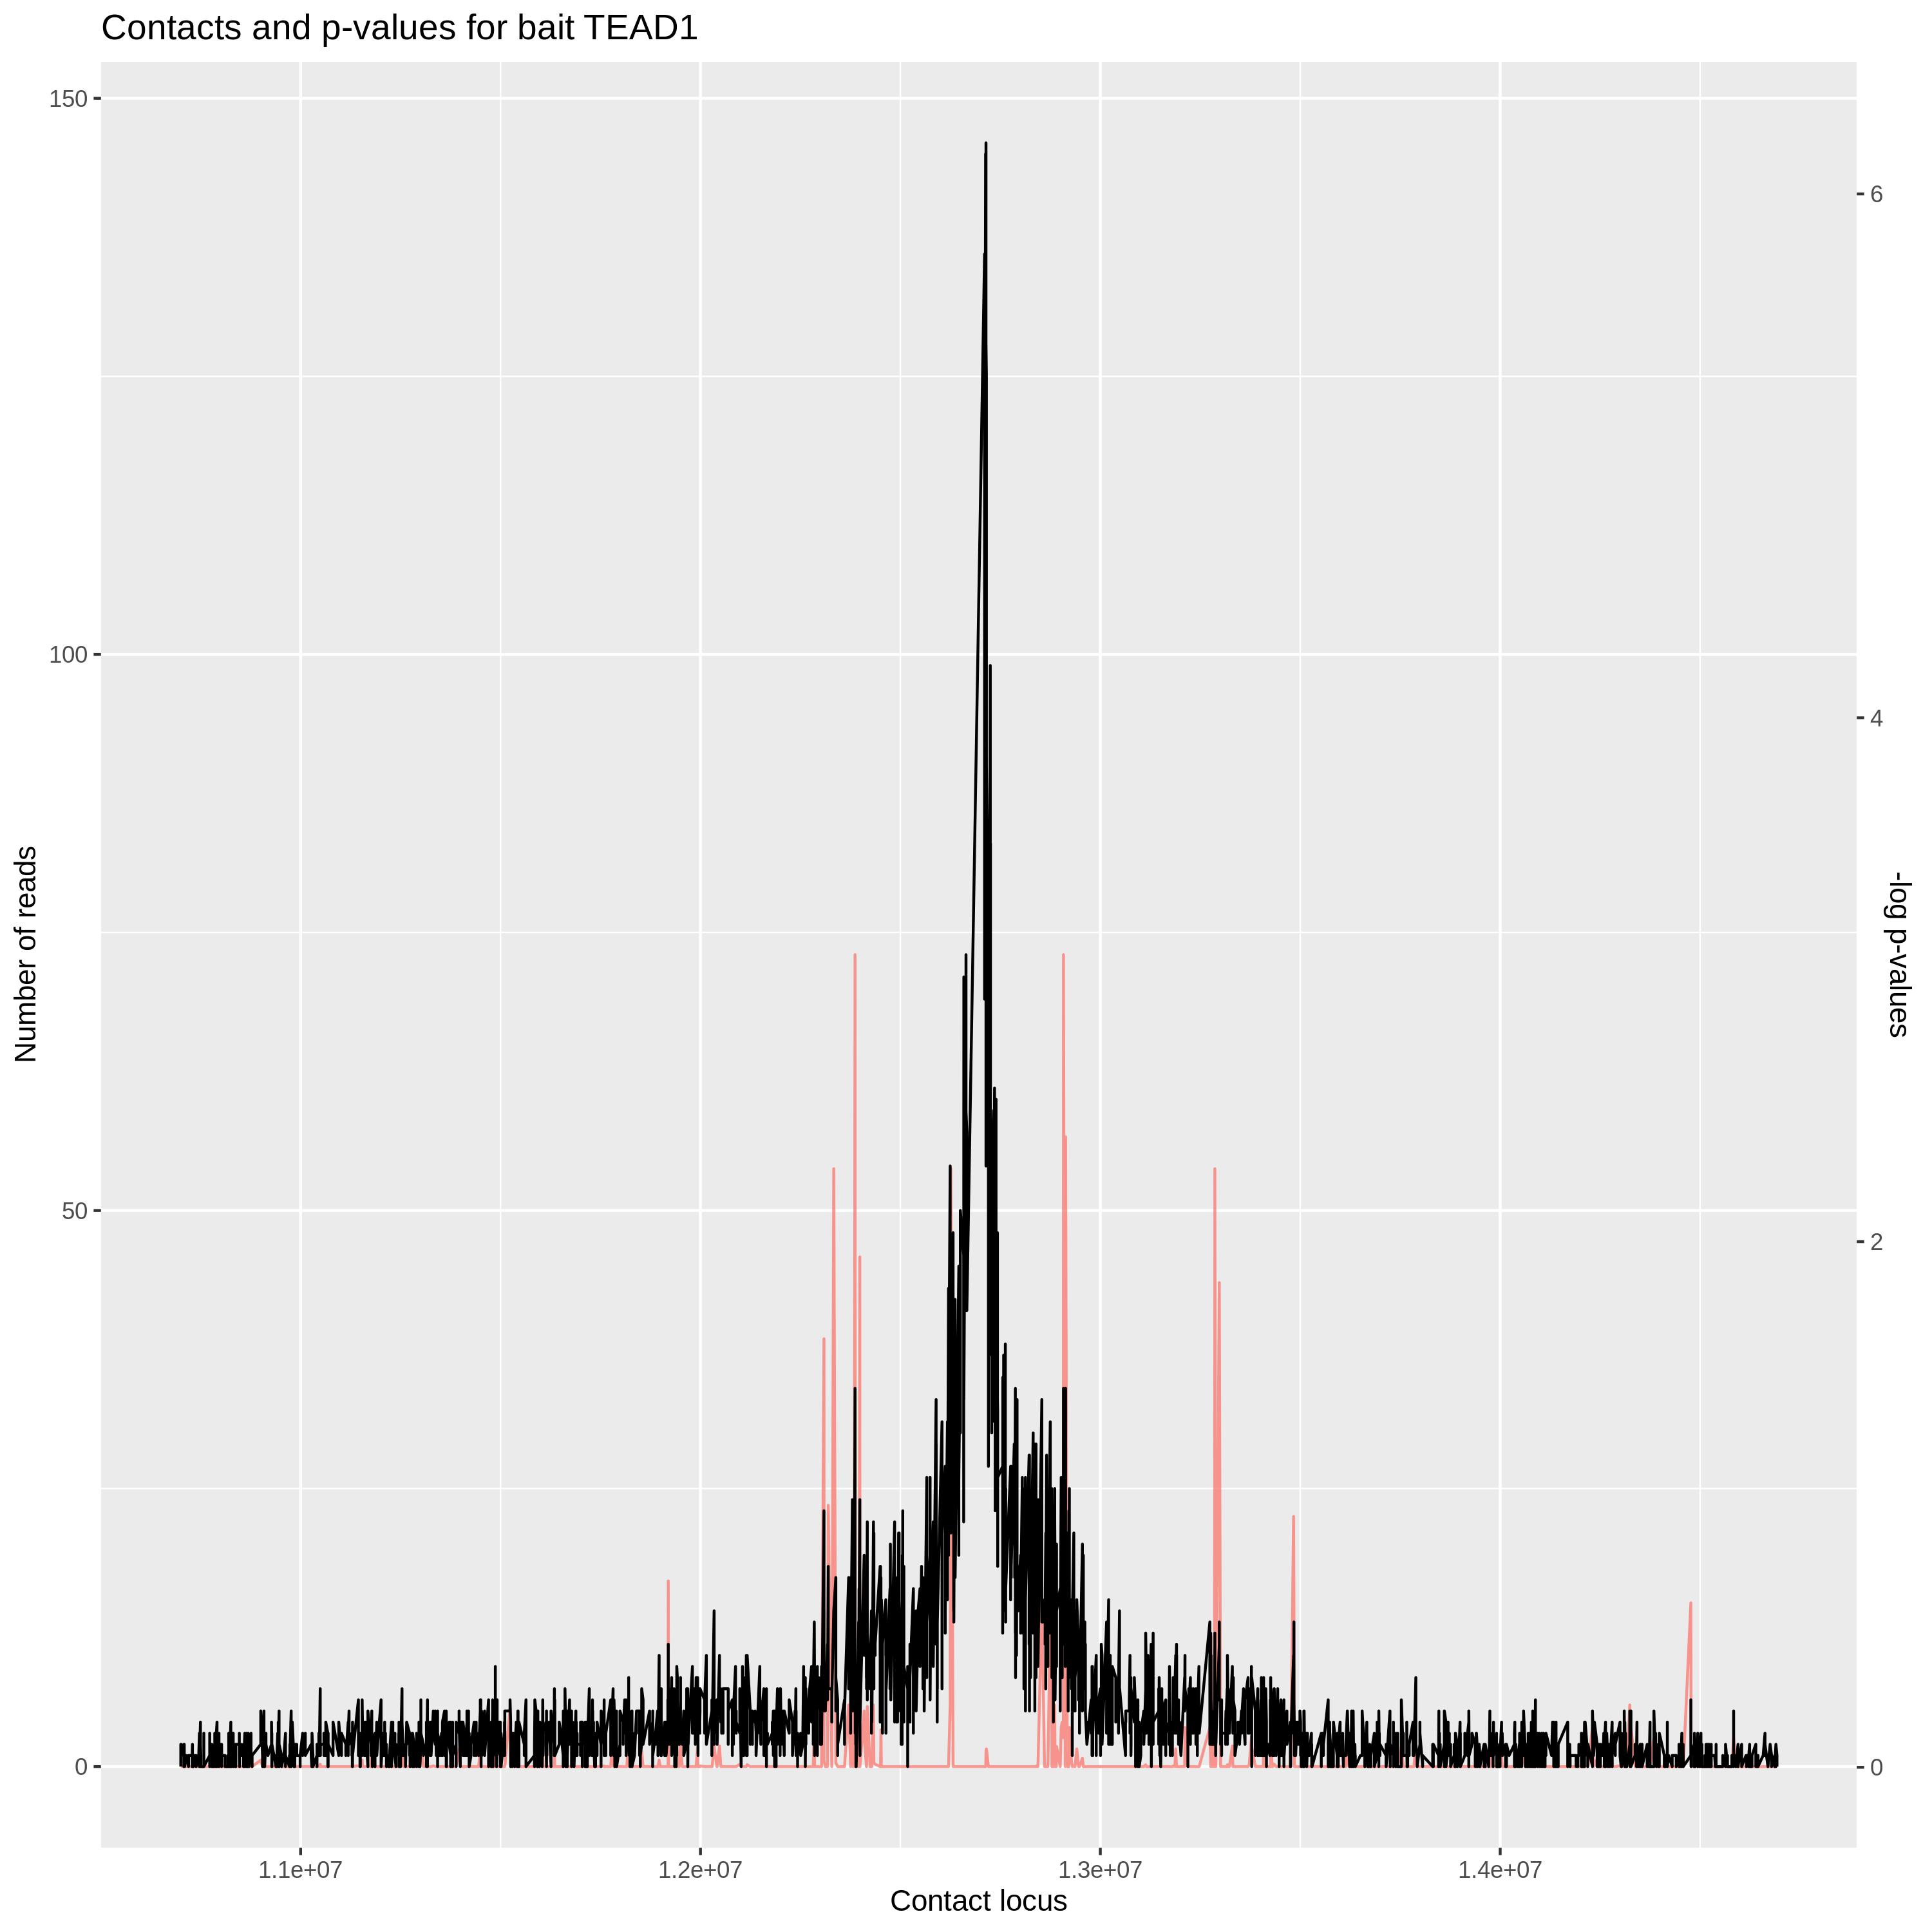 Contacts and p-values for bait TEAD1
150
100
50
0
Number of reads
6
4
2
0
-log p-values
1.1e+07
1.2e+07
1.3e+07
1.4e+07
Contact locus